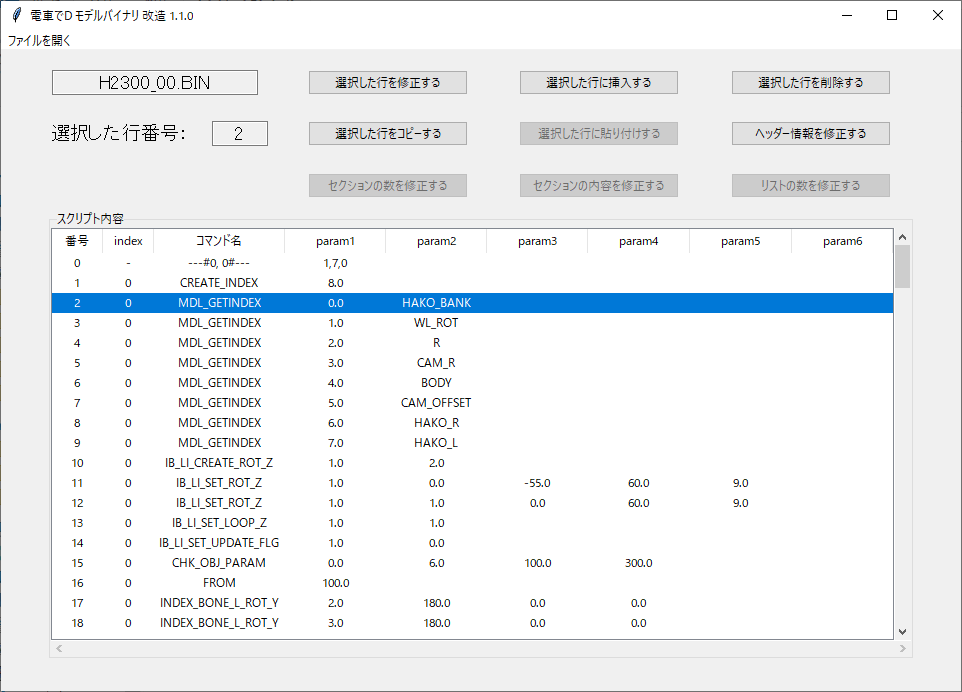 電車でD モデルバイナリ 改造 1.1.0
ファイルを開く
H2300_00.BIN 選択した行を修正する 選択した行に挿入する 選択した行を削除する
選択した行番号: 2 選択した行をコピーする 選択した行に貼り付けする ヘッダー情報を修正する
セクションの数を修正する セクションの内容を修正する リストの数を修正する
スクリプト内容
番号 index コマンド名 param1 param2 param3 param4 param5 param6
0 - ---#0, 0#--- 1,7,0
1 0 CREATE_INDEX 8.0
2 0 MDL_GETINDEX 0.0 HAKO_BANK
3 0 MDL_GETINDEX 1.0 WL_ROT
4 0 MDL_GETINDEX 2.0 R
5 0 MDL_GETINDEX 3.0 CAM_R
6 0 MDL_GETINDEX 4.0 BODY
7 0 MDL_GETINDEX 5.0 CAM_OFFSET
8 0 MDL_GETINDEX 6.0 HAKO_R
9 0 MDL_GETINDEX 7.0 HAKO_L
10 0 IB_LI_CREATE_ROT_Z 1.0 2.0
11 0 IB_LI_SET_ROT_Z 1.0 0.0 -55.0 60.0 9.0
12 0 IB_LI_SET_ROT_Z 1.0 1.0 0.0 60.0 9.0
13 0 IB_LI_SET_LOOP_Z 1.0 1.0
14 0 IB_LI_SET_UPDATE_FLG 1.0 0.0
15 0 CHK_OBJ_PARAM 0.0 6.0 100.0 300.0
16 0 FROM 100.0
17 0 INDEX_BONE_L_ROT_Y 2.0 180.0 0.0 0.0
18 0 INDEX_BONE_L_ROT_Y 3.0 180.0 0.0 0.0